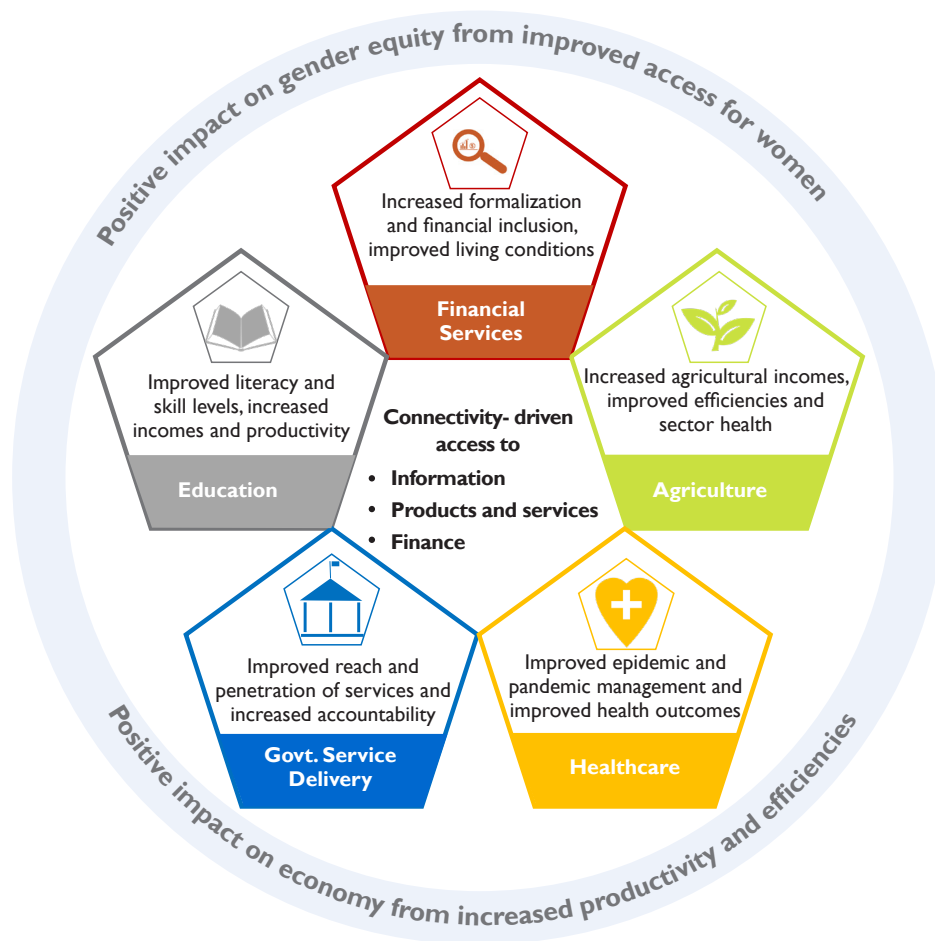 Positive impact on gender equity from improved access for women
Increased formalization
and financial inclusion,
improved living conditions
Financial
Services
Improved literacy and
skill levels, increased
incomes and productivity
Education
Increased agricultural incomes,
improved efficiencies and
sector health
Agriculture
Connectivity- driven
access to
• Information
• Products and services
• Finance
Improved reach and
penetration of services and
increased accountability
Govt. Service
Delivery
Improved epidemic and
pandemic management and
improved health outcomes
Healthcare
Positive impact on economy from increased productivity and efficiencies